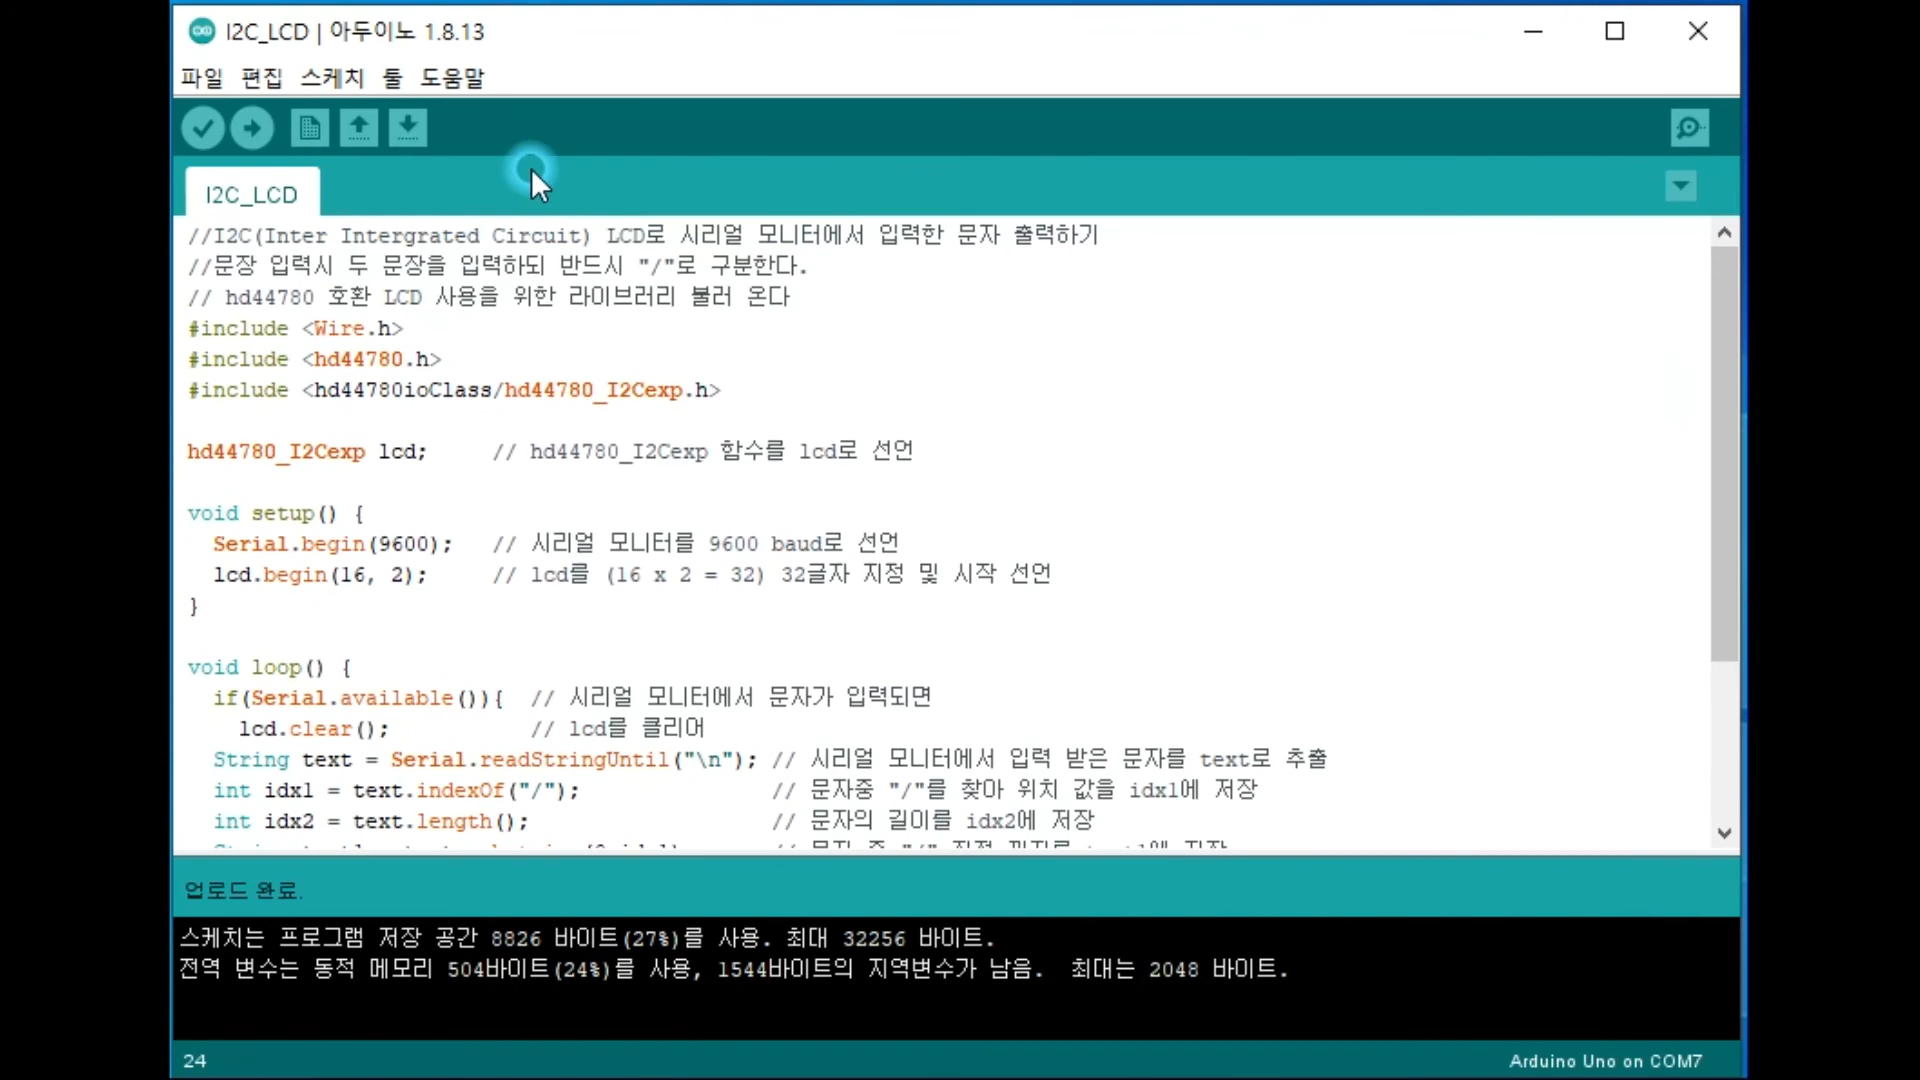 I2C_LCD | 아두이노 1.8.13
파일 편집 스케치 툴 도움말
I2C_LCD
//I2C(Inter Intergrated Circuit) LCD로 시리얼 모니터에서 입력한 문자 출력하기
//문장 입력시 두 문장을 입력하되 반드시 "/"로 구분한다.
// hd44780 호환 LCD 사용을 위한 라이브러리 불러 온다
#include <Wire.h>
#include <hd44780.h>
#include <hd44780ioClass/hd44780_I2Cexp.h>
hd44780_I2Cexp lcd; // hd44780_I2Cexp 함수를 lcd로 선언
void setup() {
Serial.begin(9600); // 시리얼 모니터를 9600 baud로 선언
lcd.begin(16, 2); // lcd를 (16 x 2 = 32) 32글자 지정 및 시작 선언
}
void loop() {
if(Serial.available()){ // 시리얼 모니터에서 문자가 입력되면
lcd.clear(); // lcd를 클리어
String text = Serial.readStringUntil("\n"); // 시리얼 모니터에서 입력 받은 문자를 text로 추출
int idx1 = text.indexOf("/"); // 문자중 "/"를 찾아 위치 값을 idx1에 저장
int idx2 = text.length(); // 문자의 길이를 idx2에 저장
업로드 완료.
스케치는 프로그램 저장 공간 8826 바이트(27%)를 사용. 최대 32256 바이트.
전역 변수는 동적 메모리 504바이트(24%)를 사용, 1544바이트의 지역변수가 남음. 최대는 2048 바이트.
24
Arduino Uno on COM7